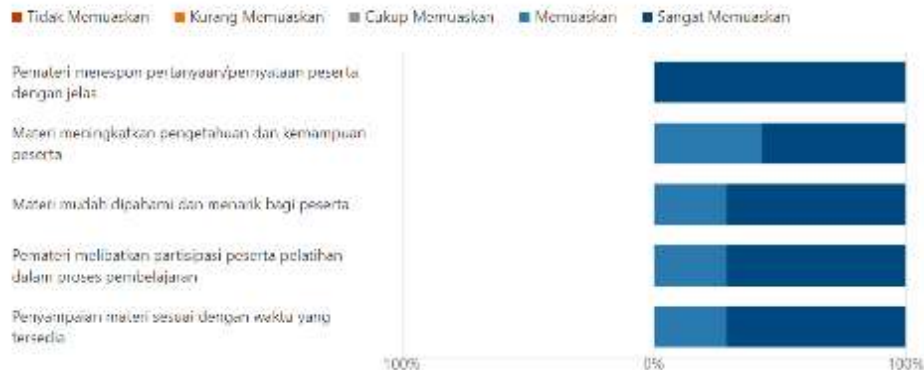 Tidak Memuaskan Kurang Memuaskan Cukup Memuaskan Memuaskan Sangat Memuaskan
Pemateri merespon pertanyaan/pernyataan peserta
dengan jelas
Materi meningkatkan pengetahuan dan kemampuan
peserta
Materi mudah dipahami dan menarik bagi peserta
Pemateri melibatkan partisipasi peserta pelatihan
dalam proses pembelajaran
Penyampaian materi sesuai dengan waktu yang
tersedia
100% 0% 100%